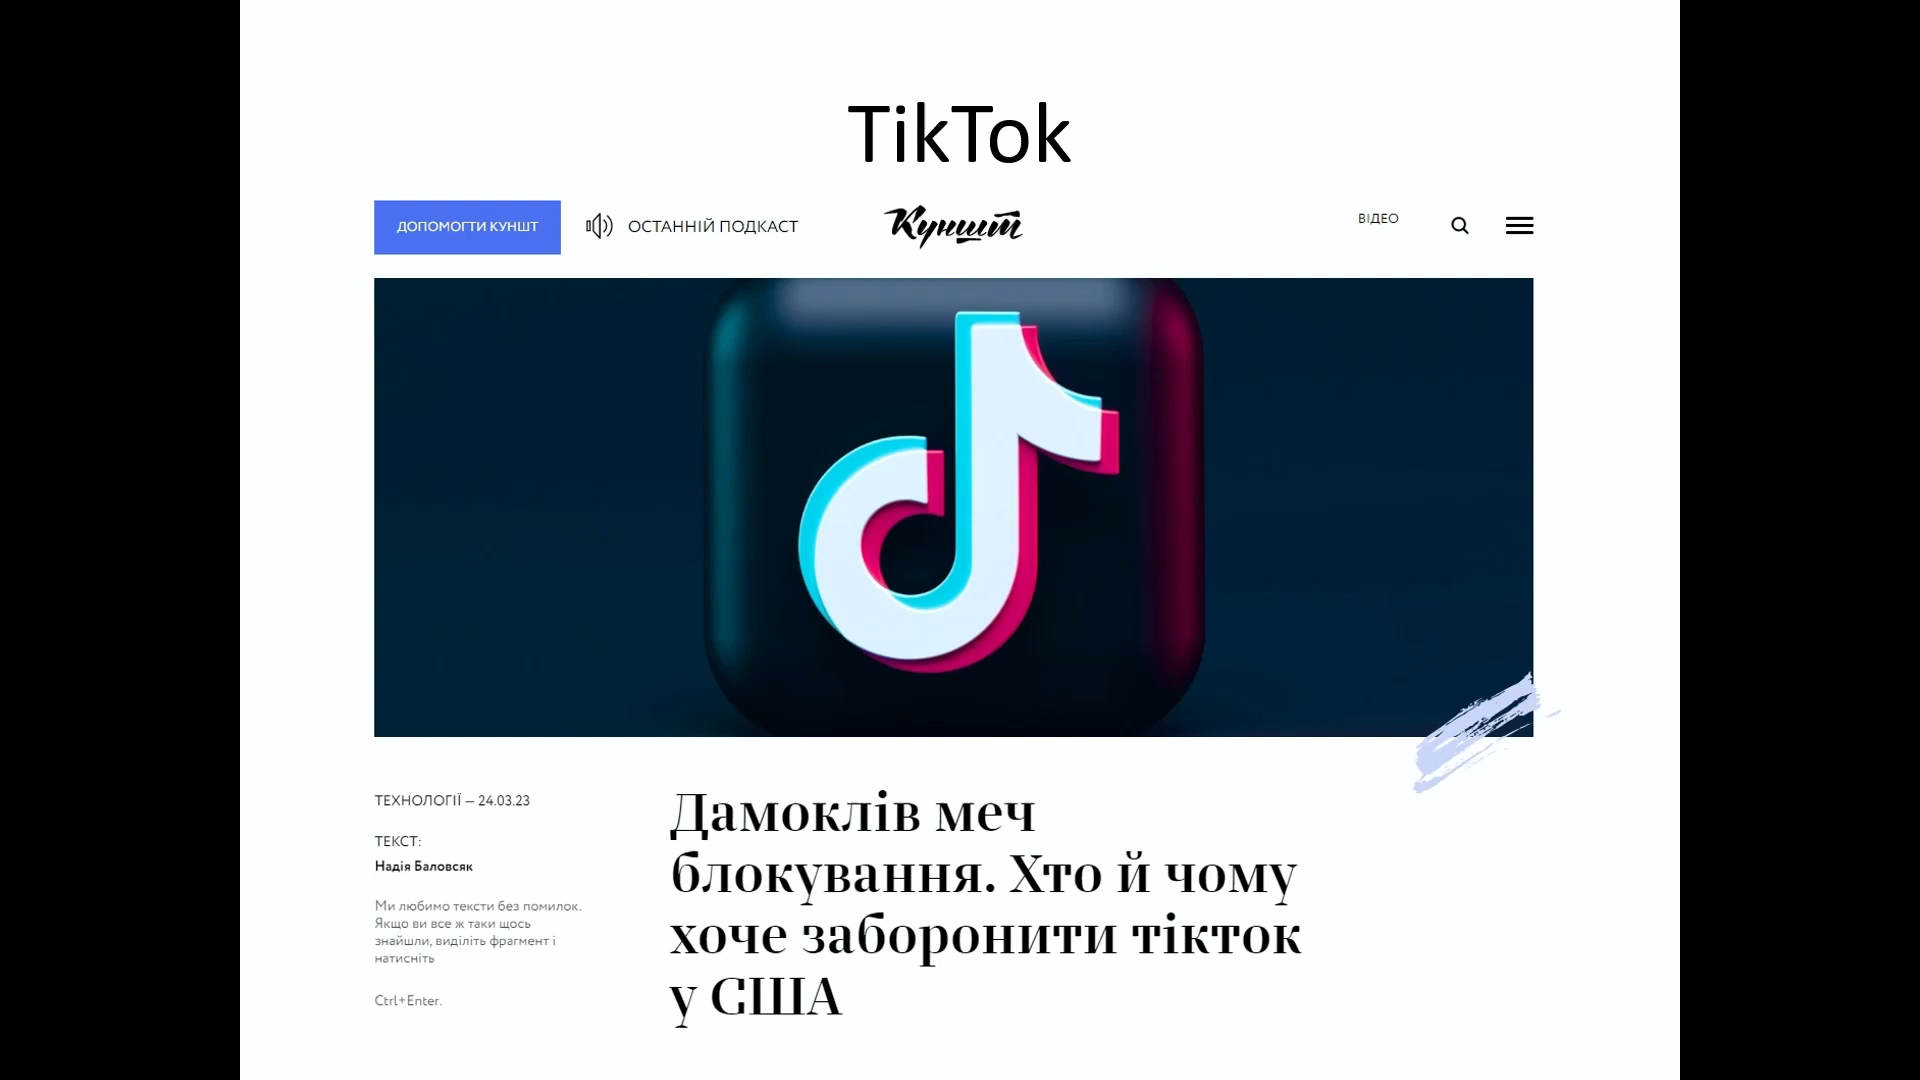 TikTok
ДОПОМОГТИ КУНШТ
ОСТАННІЙ ПОДКАСТ
Куншт
ВІДЕО
ТЕХНОЛОГІЇ — 24.03.23
ТЕКСТ:
Надія Баловсяк
Ми любимо тексти без помилок.
Якщо ви все ж таки щось
знайшли, виділіть фрагмент і
натисніть
Ctrl+Enter.
Дамоклів меч
блокування. Хто й чому
хоче заборонити тікток
у США